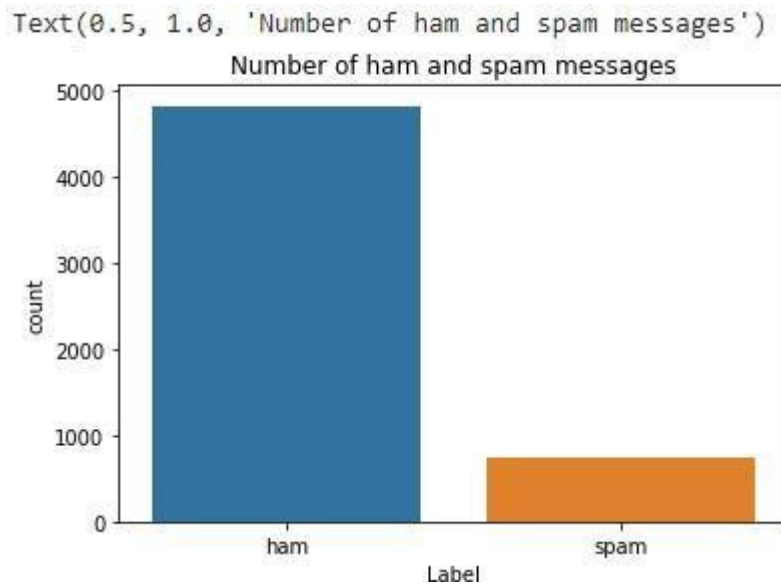 Text(0.5, 1.0, 'Number of ham and spam messages')
Number of ham and spam messages
5000
4000
3000
2000
1000
0
count
ham spam
Label